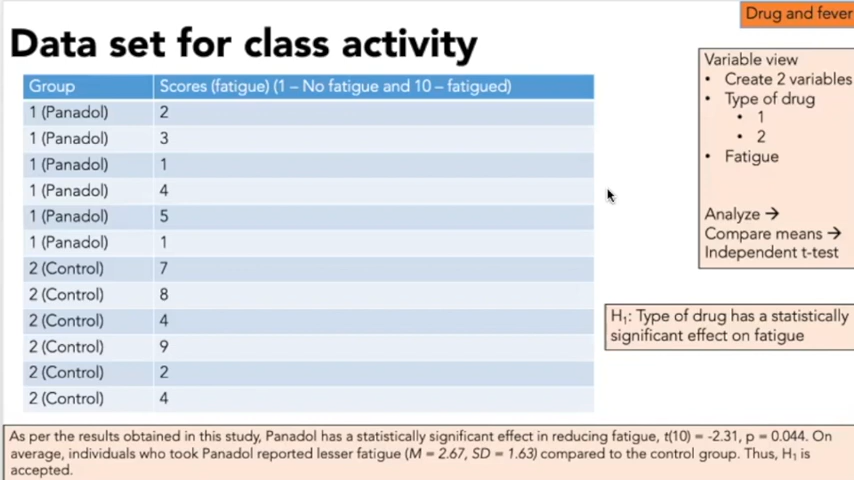 Drug and fever
Data set for class activity
Group Scores (fatigue) (1 – No fatigue and 10 – fatigued)
1 (Panadol) 2
1 (Panadol) 3
1 (Panadol) 1
1 (Panadol) 4
1 (Panadol) 5
1 (Panadol) 1
2 (Control) 7
2 (Control) 8
2 (Control) 4
2 (Control) 9
2 (Control) 2
2 (Control) 4
Variable view
• Create 2 variables
• Type of drug
• 1
• 2
• Fatigue
Analyze →
Compare means →
Independent t-test
H₁: Type of drug has a statistically
significant effect on fatigue
As per the results obtained in this study, Panadol has a statistically significant effect in reducing fatigue, t(10) = -2.31, p = 0.044. On
average, individuals who took Panadol reported lesser fatigue (M = 2.67, SD = 1.63) compared to the control group. Thus, H₁ is
accepted.